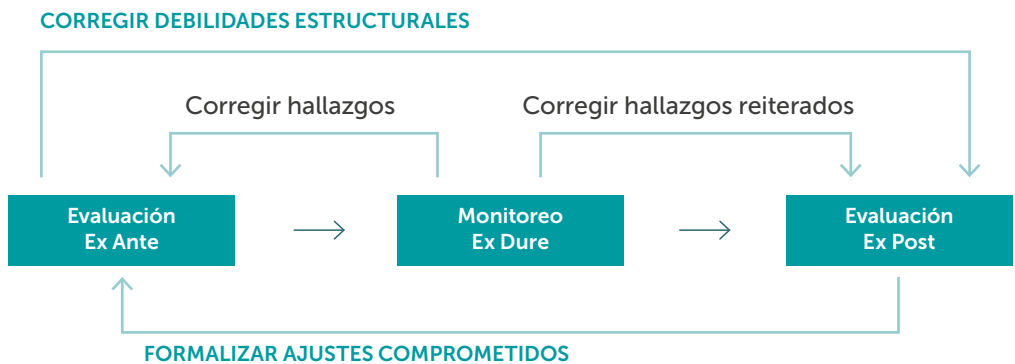 CORREGIR DEBILIDADES ESTRUCTURALES
Corregir hallazgos
Corregir hallazgos reiterados
Evaluación
Ex Ante
Monitoreo
Ex Dure
Evaluación
Ex Post
FORMALIZAR AJUSTES COMPROMETIDOS